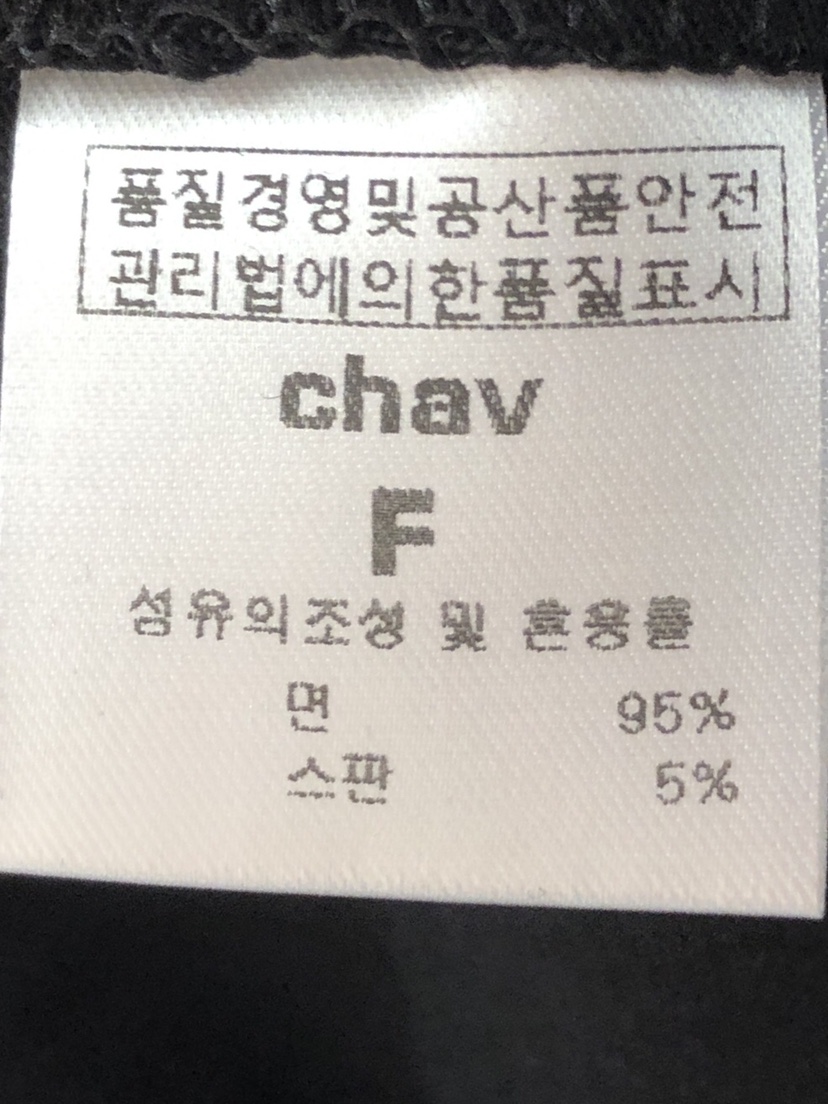 품질경영및공산품안전
관리법에의한품질표시
chav
F
섬유의조성 및 혼용률
면 95%
스판 5%